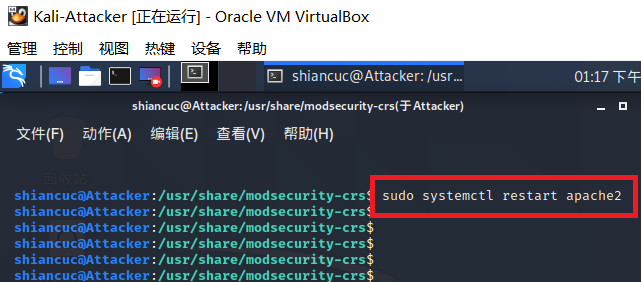 Kali-Attacker [正在运行] - Oracle VM VirtualBox
管理 控制 视图 热键 设备 帮助
shiancuc@Attacker: /usr... 01:17 下午
shiancuc@Attacker:/usr/share/modsecurity-crs(于 Attacker)
文件(F) 动作(A) 编辑(E) 查看(V) 帮助(H)
shiancuc@Attacker:/usr/share/modsecurity-crs$ sudo systemctl restart apache2
shiancuc@Attacker:/usr/share/modsecurity-crs$
shiancuc@Attacker:/usr/share/modsecurity-crs$
shiancuc@Attacker:/usr/share/modsecurity-crs$
shiancuc@Attacker:/usr/share/modsecurity-crs$
shiancuc@Attacker:/usr/share/modsecurity-crs$